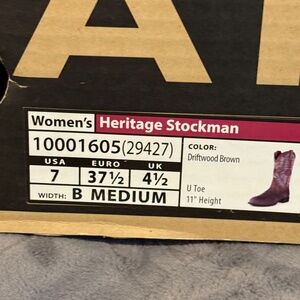 Women's Heritage Stockman
10001605(29427)
USA EURO UK
7 37½ 4½
WIDTH: B MEDIUM
COLOR:
Driftwood Brown
U Toe
11" Height